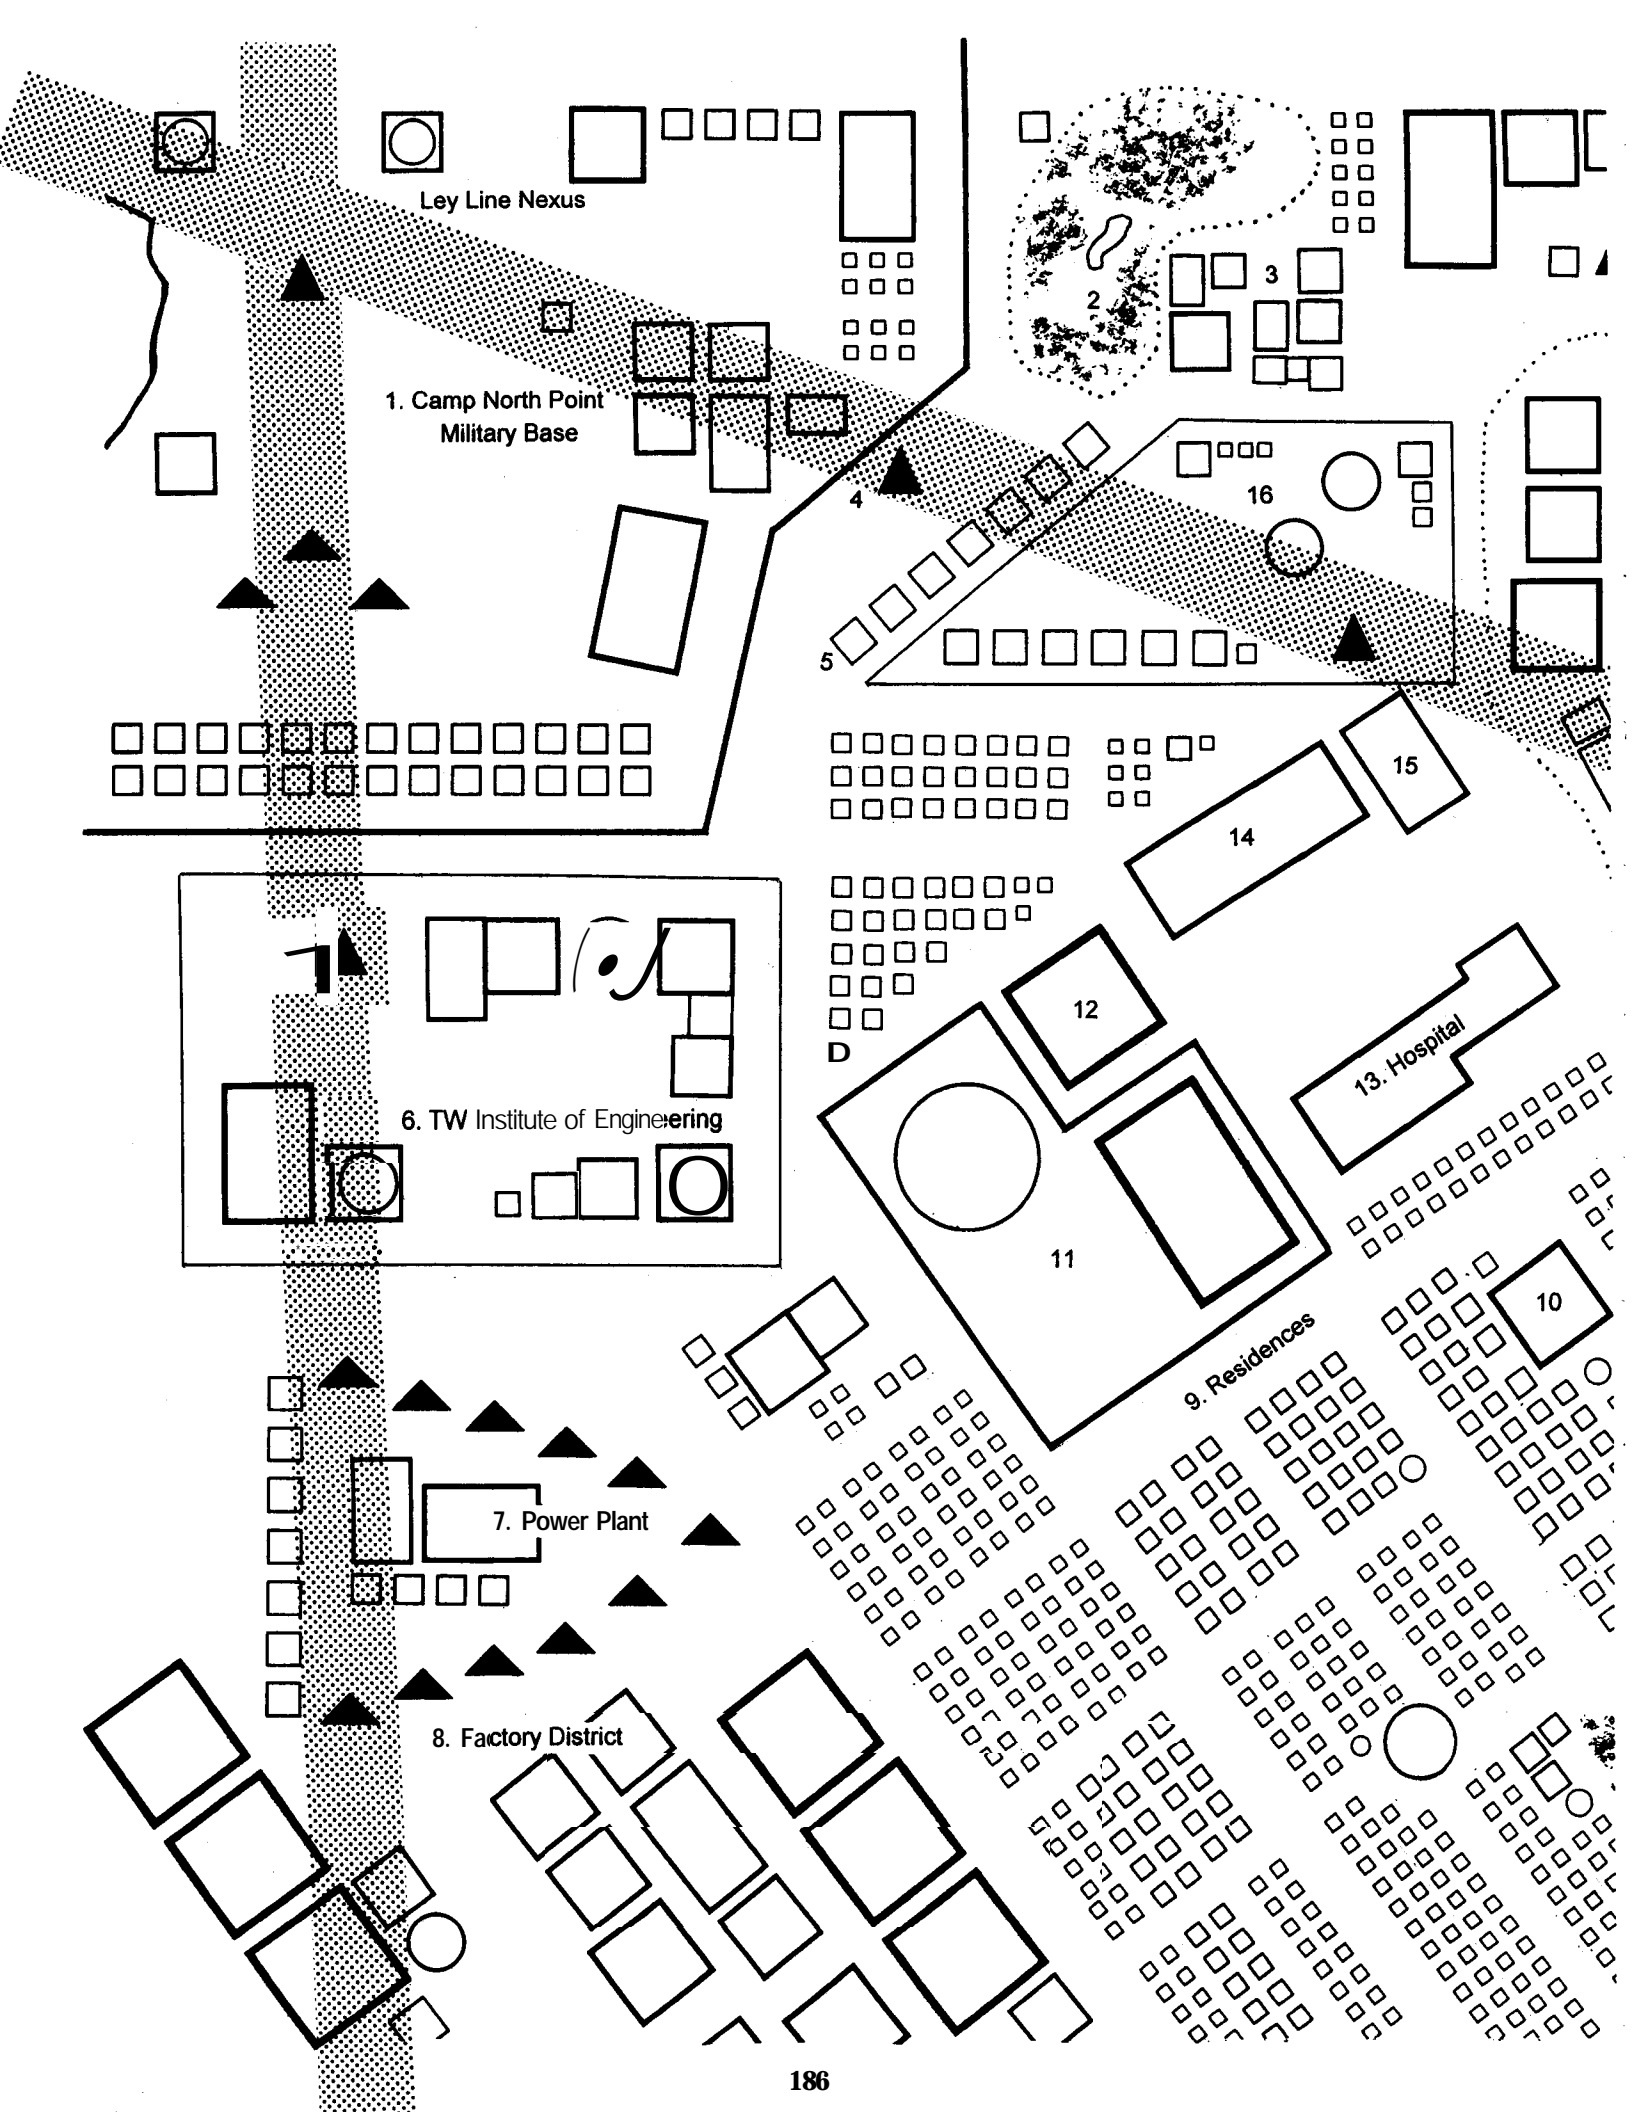 Ley Line Nexus
3
2
1. Camp North Point
Military Base
4
16
5
15
14
12
D
13. Hospital
6. TW Institute of Engineering
11
10
9. Residences
7. Power Plant
8. Factory District
186